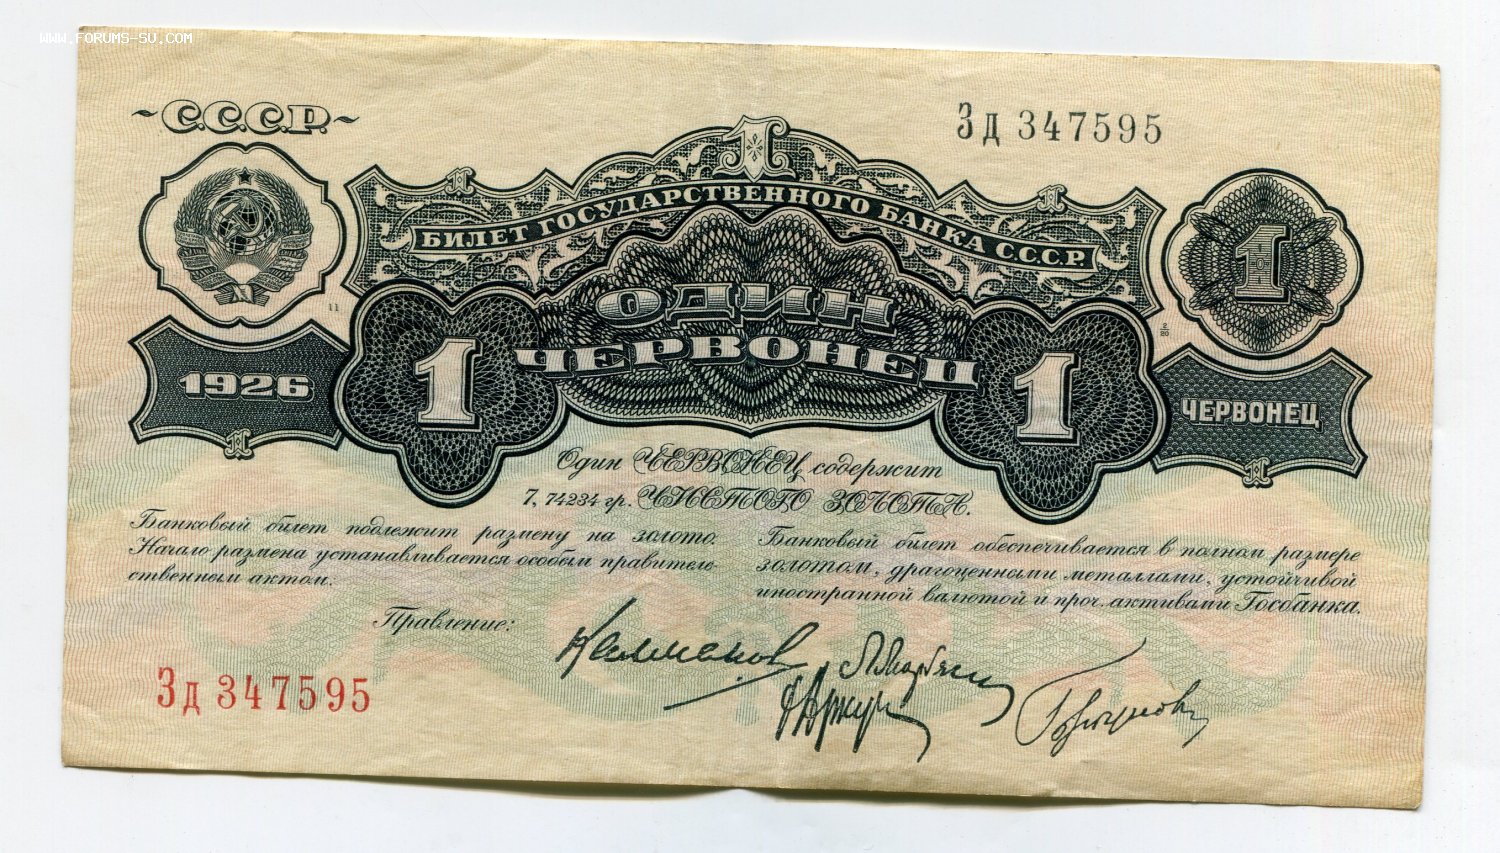 WWW.FORUMS-SU.COM
~С.С.С.Р.~
Зд 347595
1
БИЛЕТ ГОСУДАРСТВЕННОГО БАНКА С.С.С.Р.
1
ОДИН
ЧЕРВОНЕЦ
1
1
1926
ЧЕРВОНЕЦ
11
Один ЧЕРВОНЕЦ содержит
7,74234 гр. ЧИСТОГО ЗОЛОТА.
Банковый билет подлежит размену на золото.
Начало размена устанавливается особым правитель-
ственным актом.
Банковый билет обеспечивается в полном размере
золотом, драгоценными металлами, устойчивой
иностранной валютой и проч. активами Госбанка.
Правление:
Зд 347595